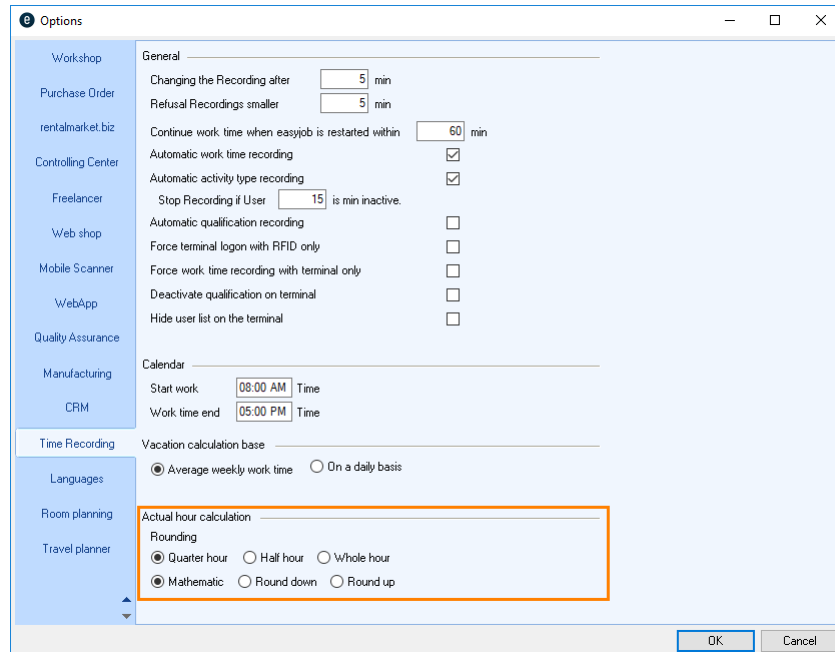 e Options
Workshop
Purchase Order
rentalmarket.biz
Controlling Center
Freelancer
Web shop
Mobile Scanner
WebApp
Quality Assurance
Manufacturing
CRM
Time Recording
Languages
Room planning
Travel planner
General
Changing the Recording after 5 min
Refusal Recordings smaller 5 min
Continue work time when easyjob is restarted within 60 min
Automatic work time recording
Automatic activity type recording
Stop Recording if User 15 is min inactive.
Automatic qualification recording
Force terminal logon with RFID only
Force work time recording with terminal only
Deactivate qualification on terminal
Hide user list on the terminal
Calendar
Start work 08:00 AM Time
Work time end 05:00 PM Time
Vacation calculation base
Average weekly work time On a daily basis
Actual hour calculation
Rounding
Quarter hour Half hour Whole hour
Mathematic Round down Round up
OK Cancel